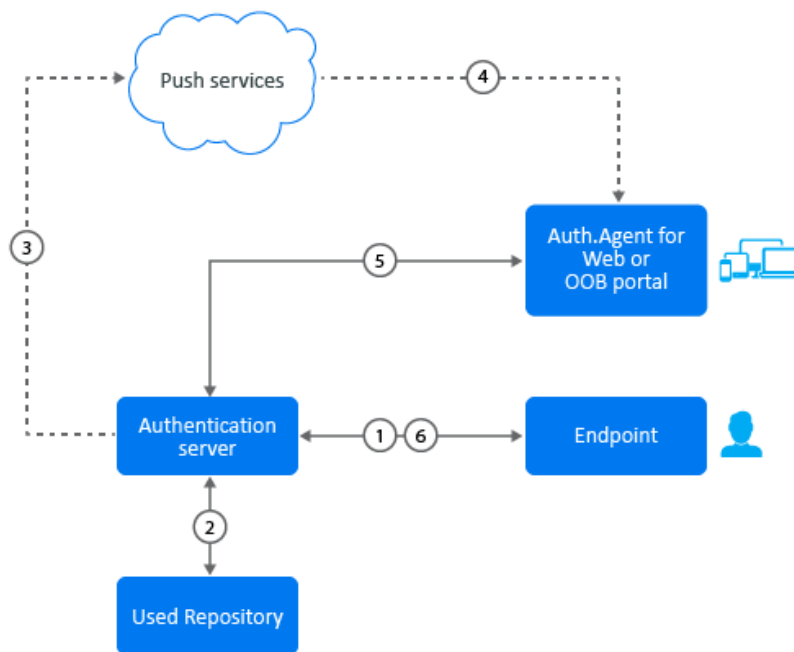 Push services
4
3
Auth.Agent for
Web or
OOB portal
5
Authentication
server
1 6
Endpoint
2
Used Repository